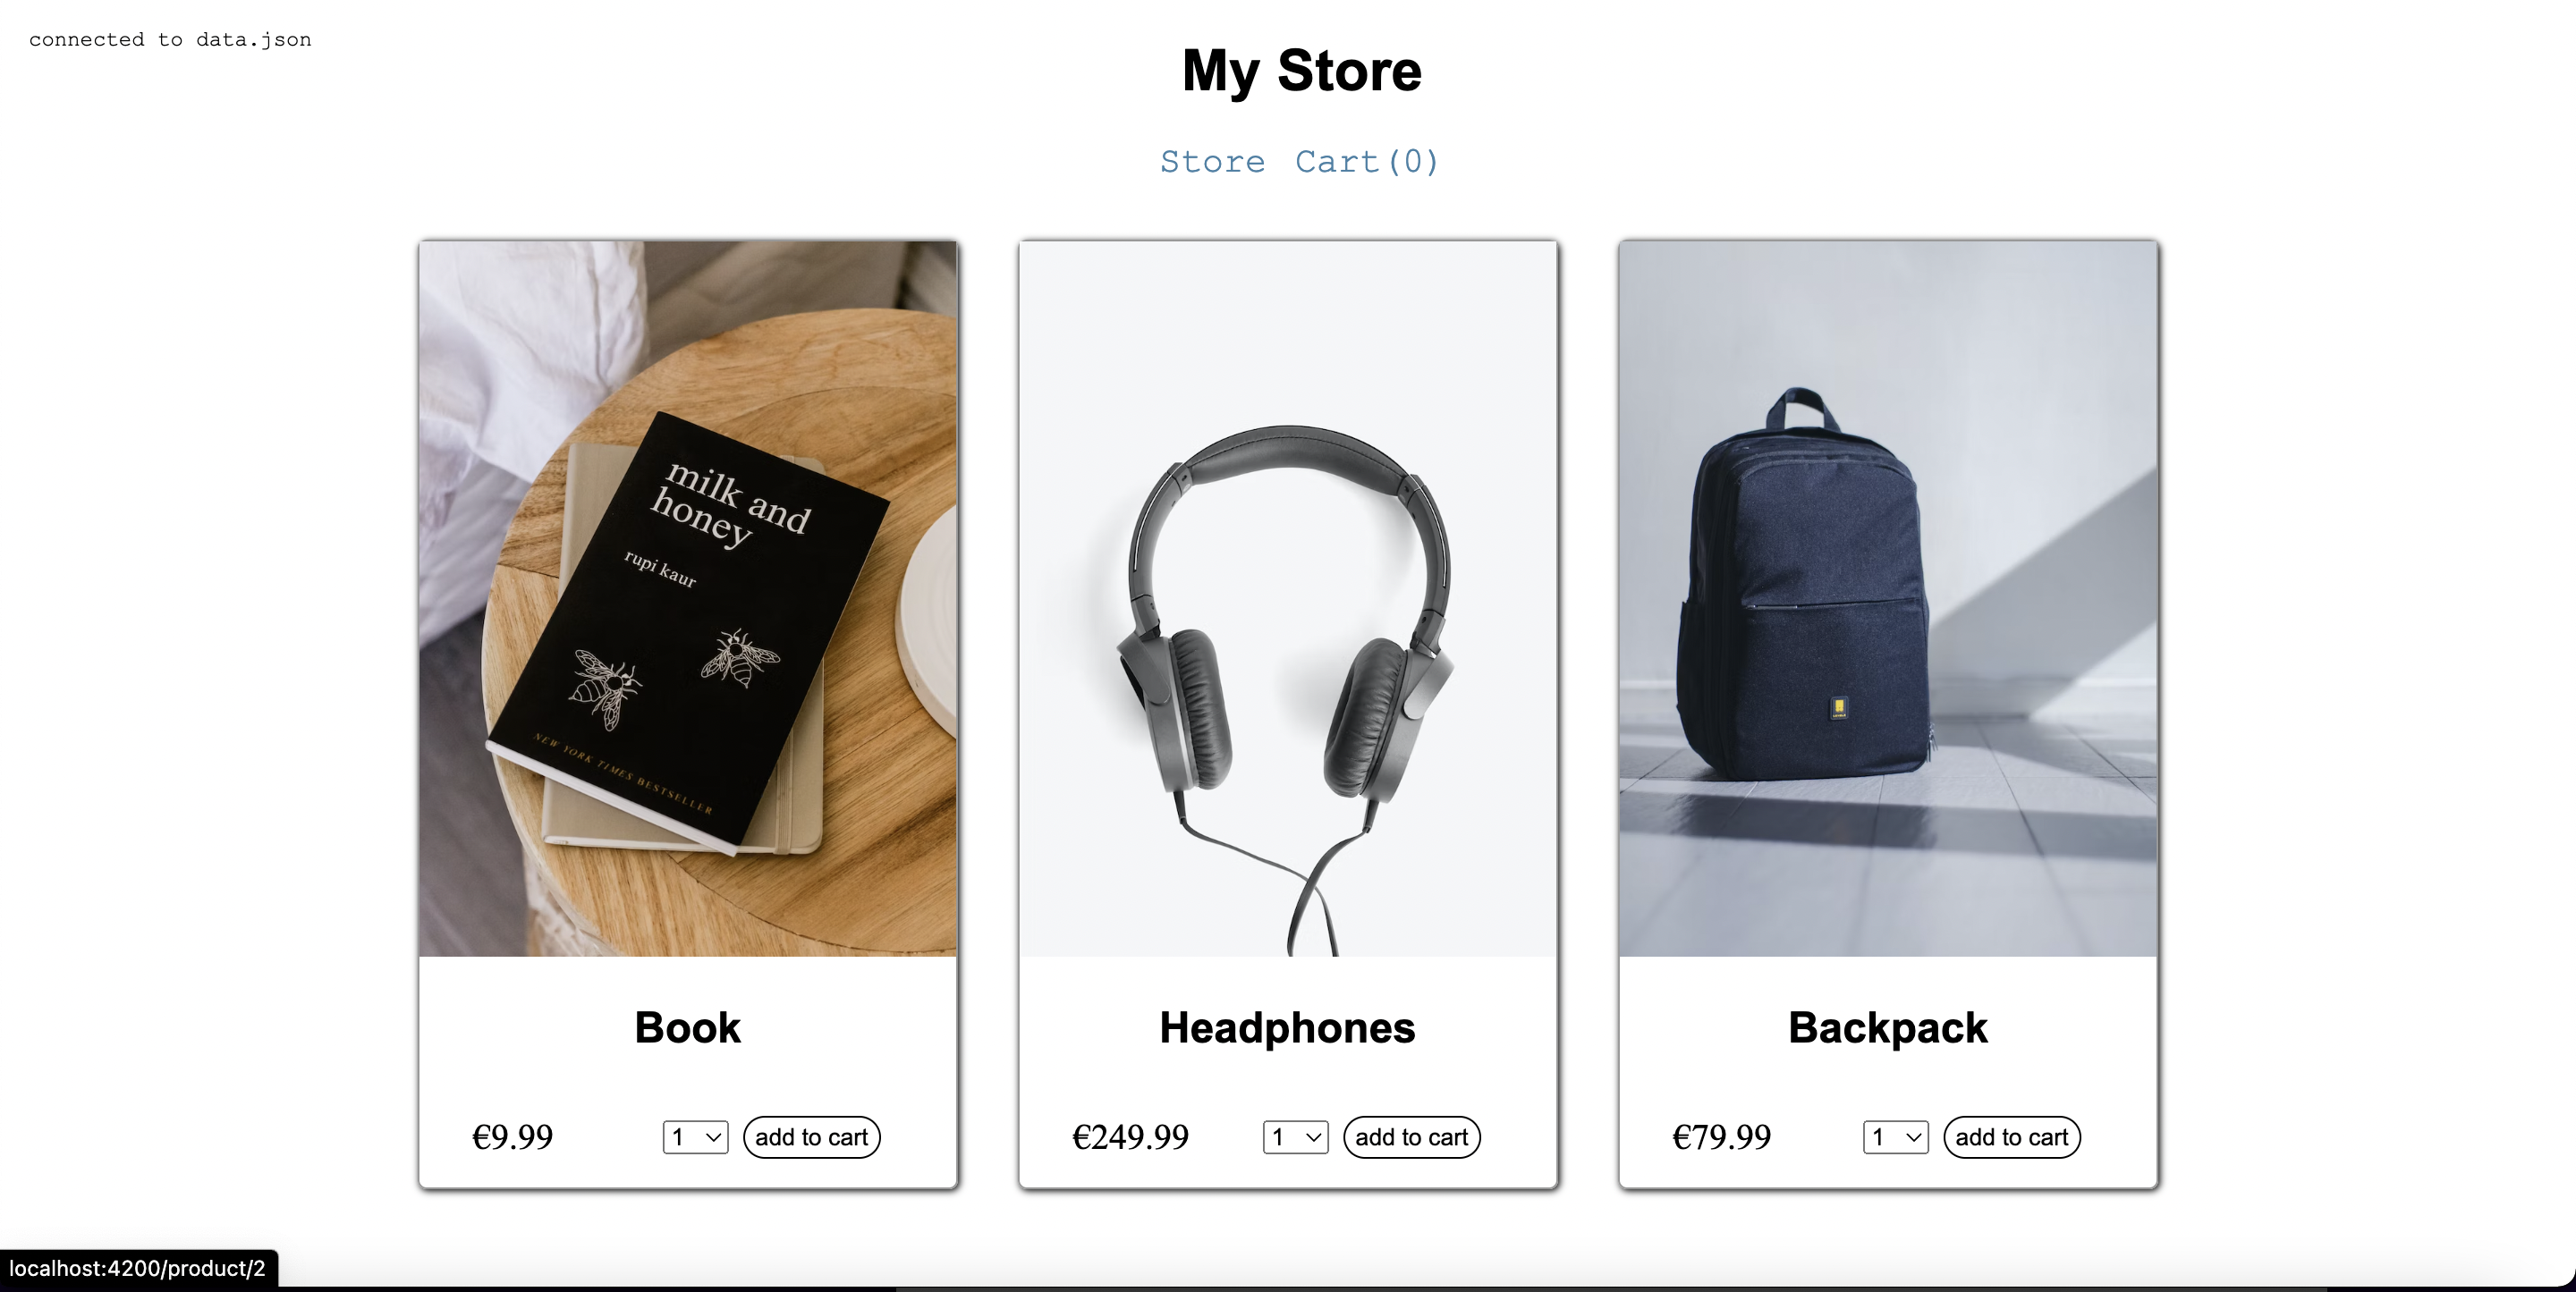 connected to data.json
My Store
Store Cart(0)
milk and
honey
rupi kaur
NEW YORK TIMES BESTSELLER
Book
€9.99 1 add to cart
Headphones
€249.99 1 add to cart
Backpack
€79.99 1 add to cart
localhost:4200/product/2